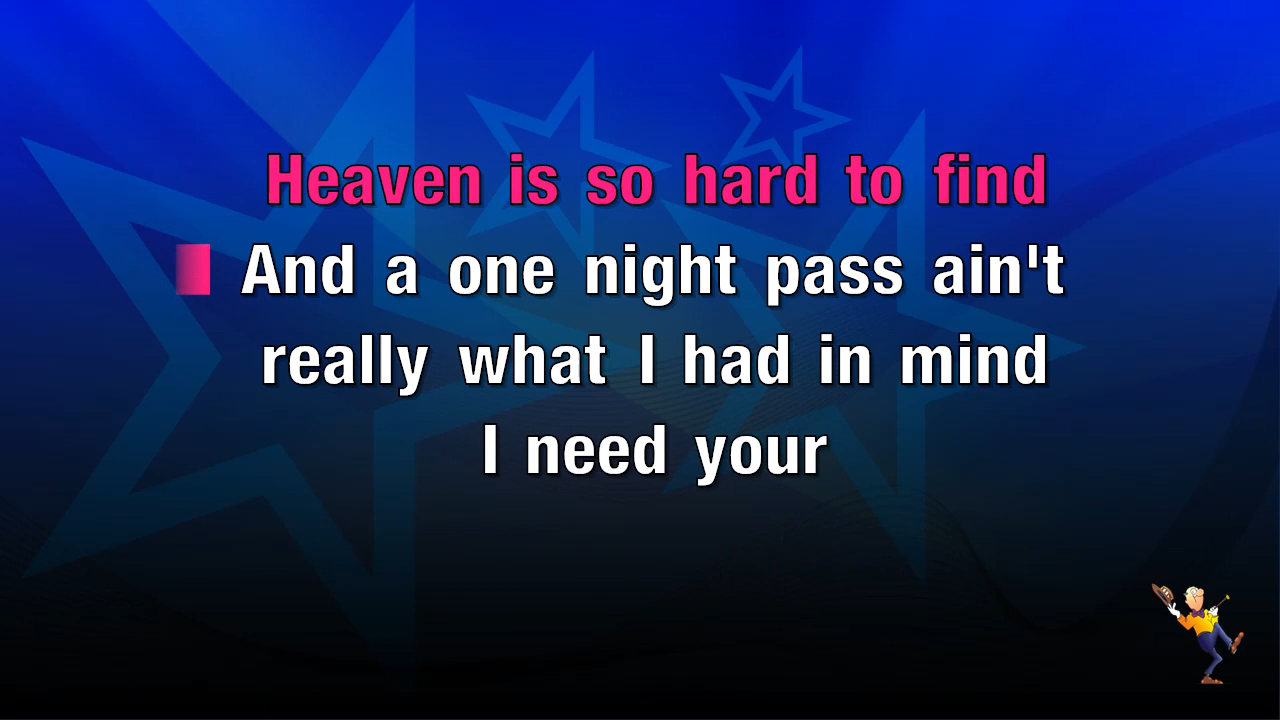 Heaven is so hard to find
And a one night pass ain't
really what I had in mind
I need your